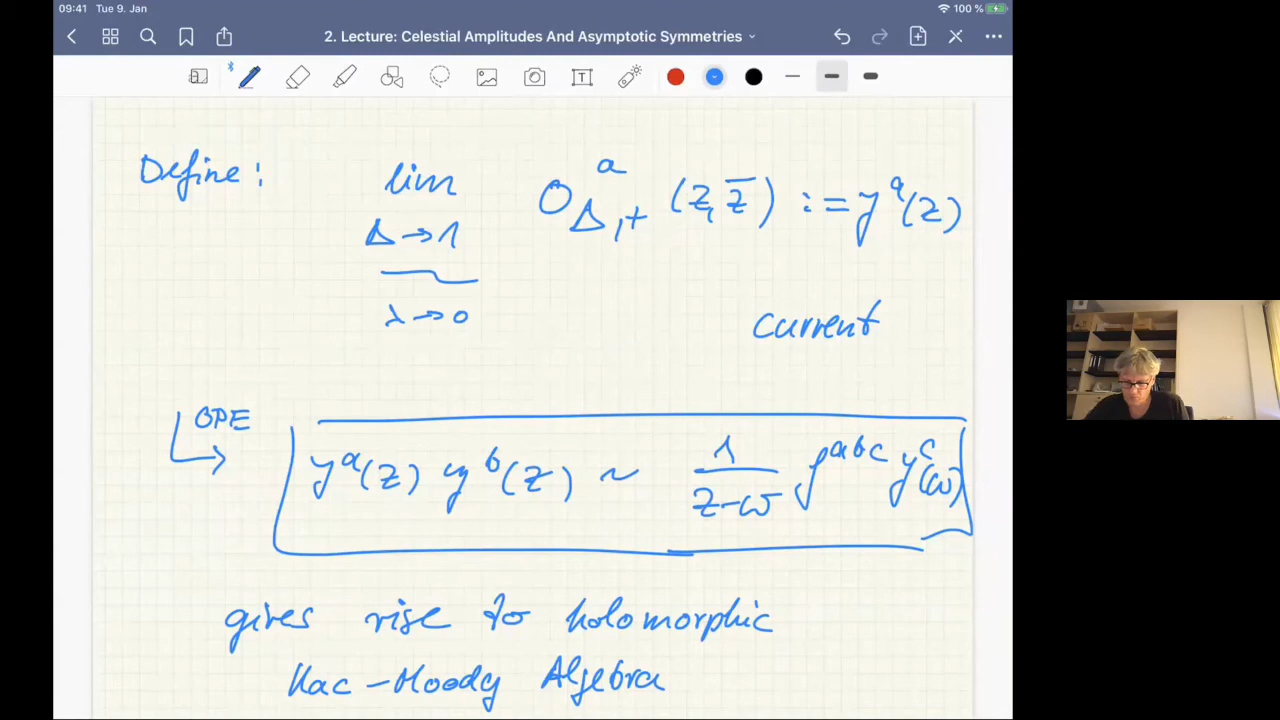 09:41 Tue 9. Jan 100 %
2. Lecture: Celestial Amplitudes And Asymptotic Symmetries
T
Define: lim O^a_{Δ,+} (z, z̄) := y^a(z)
Δ → 1
λ → 0
current
OPE
y^a(z) y^b(z) ~ 1/(z-w) f^{abc} y^c(w)
gives rise to holomorphic
Kac-Moody Algebra